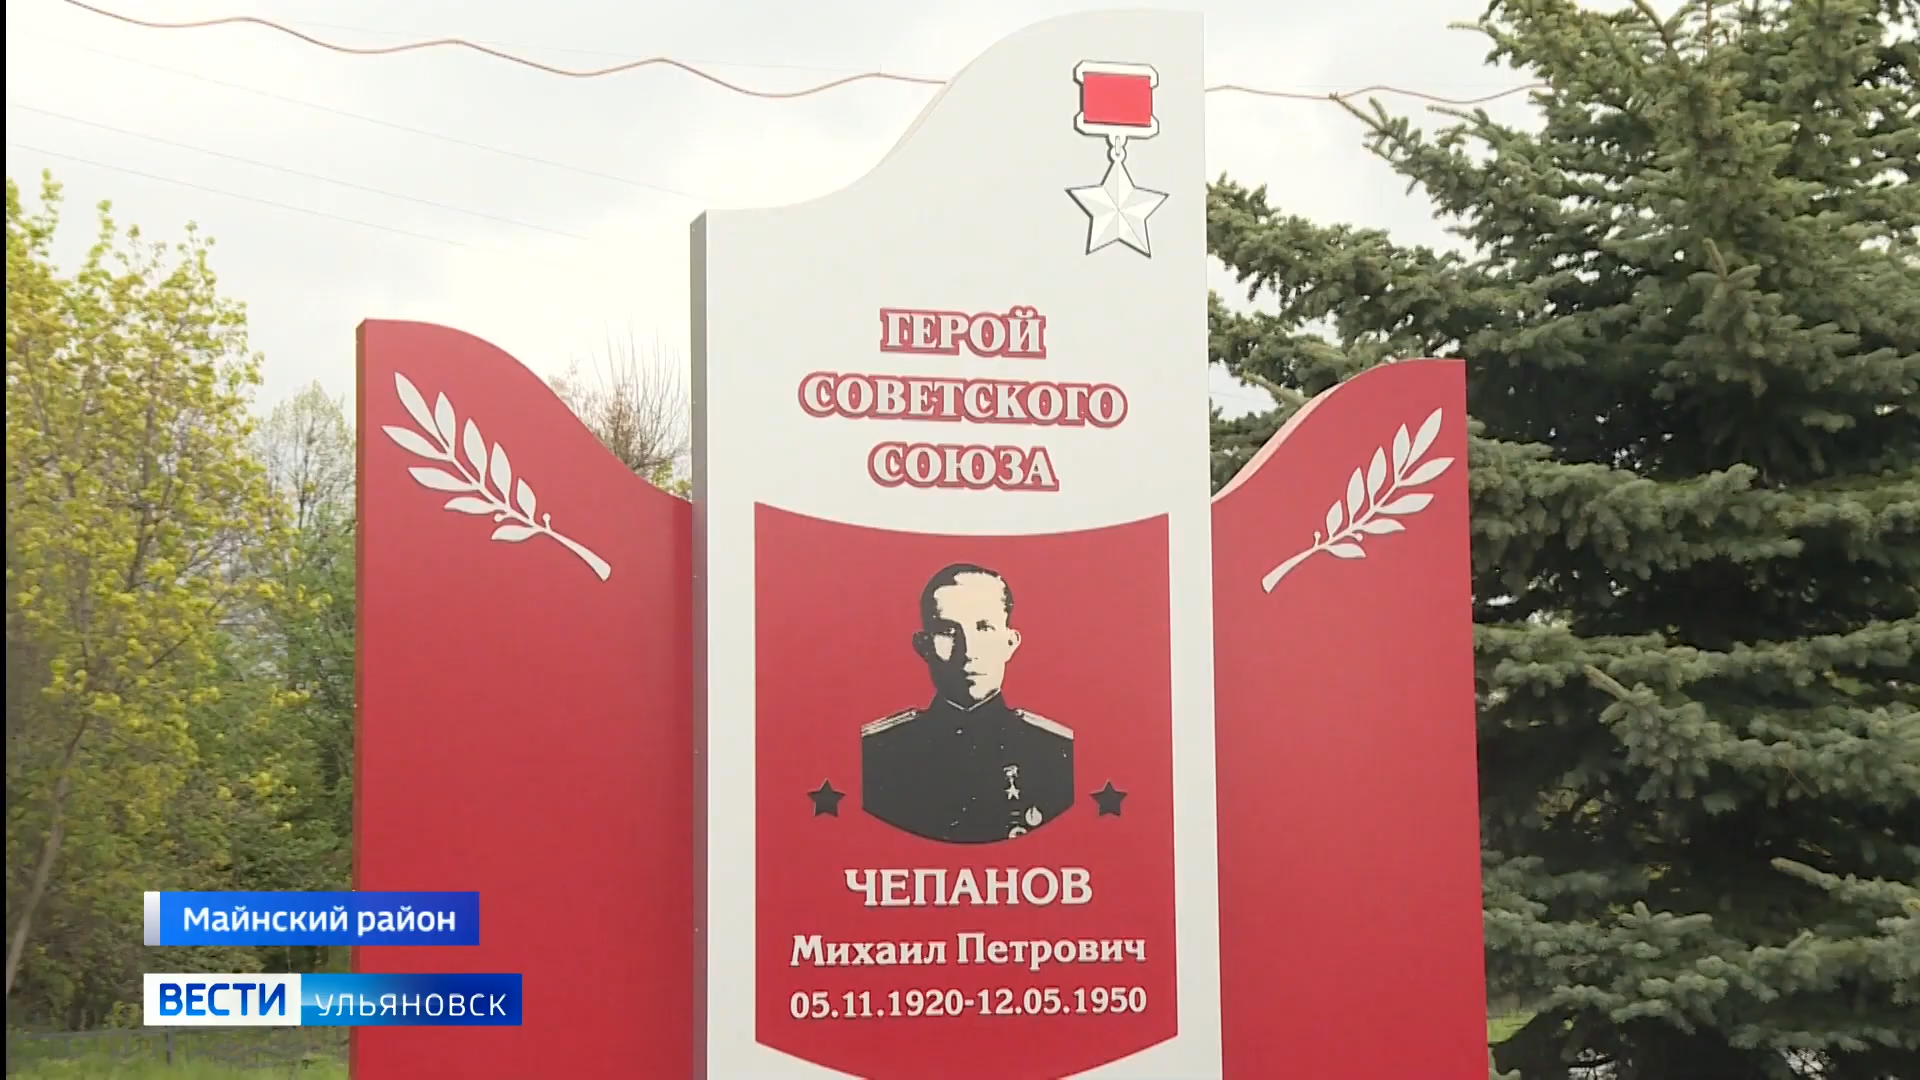 ГЕРОЙ
СОВЕТСКОГО
СОЮЗА
ЧЕПАНОВ
Михаил Петрович
05.11.1920-12.05.1950
Майнский район
ВЕСТИ УЛЬЯНОВСК